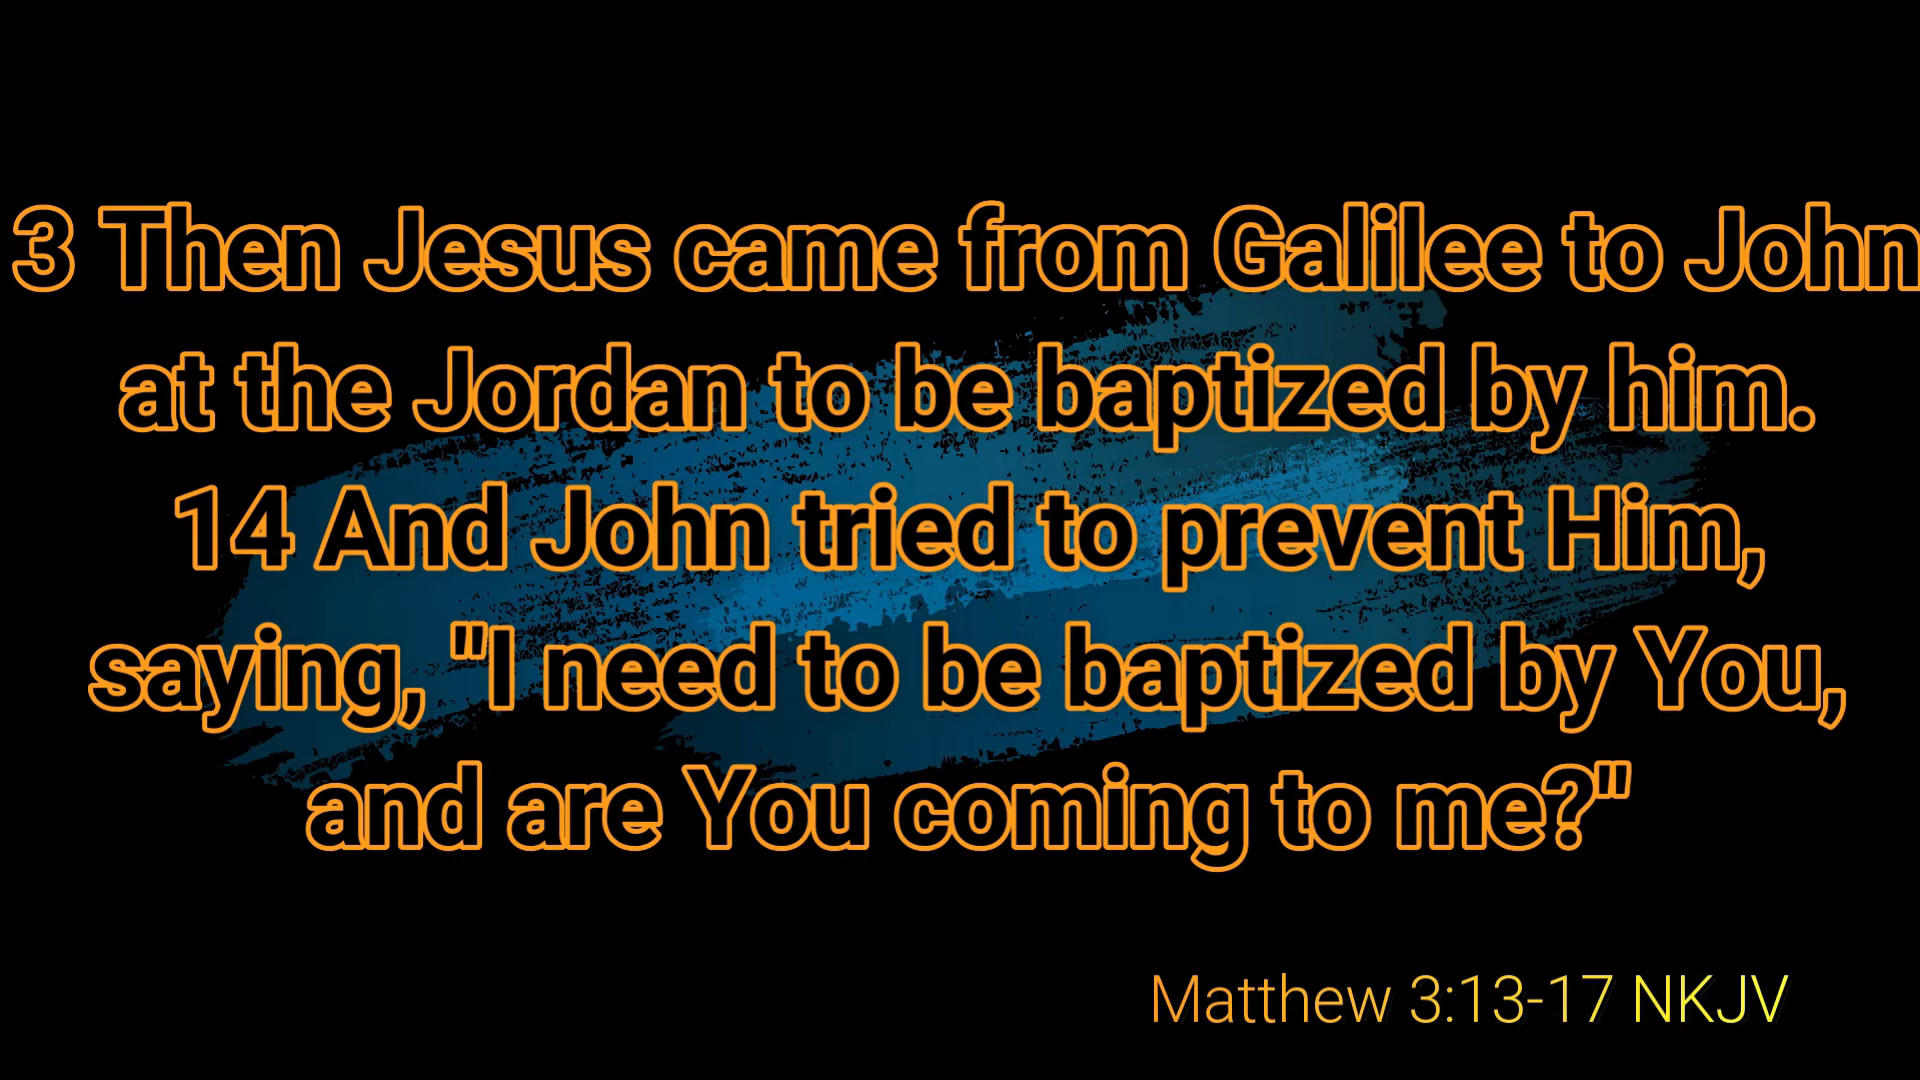 3 Then Jesus came from Galilee to John
at the Jordan to be baptized by him.
14 And John tried to prevent Him,
saying, "I need to be baptized by You,
and are You coming to me?"
Matthew 3:13-17 NKJV